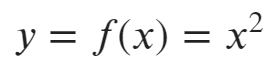 y = f(x) = x²